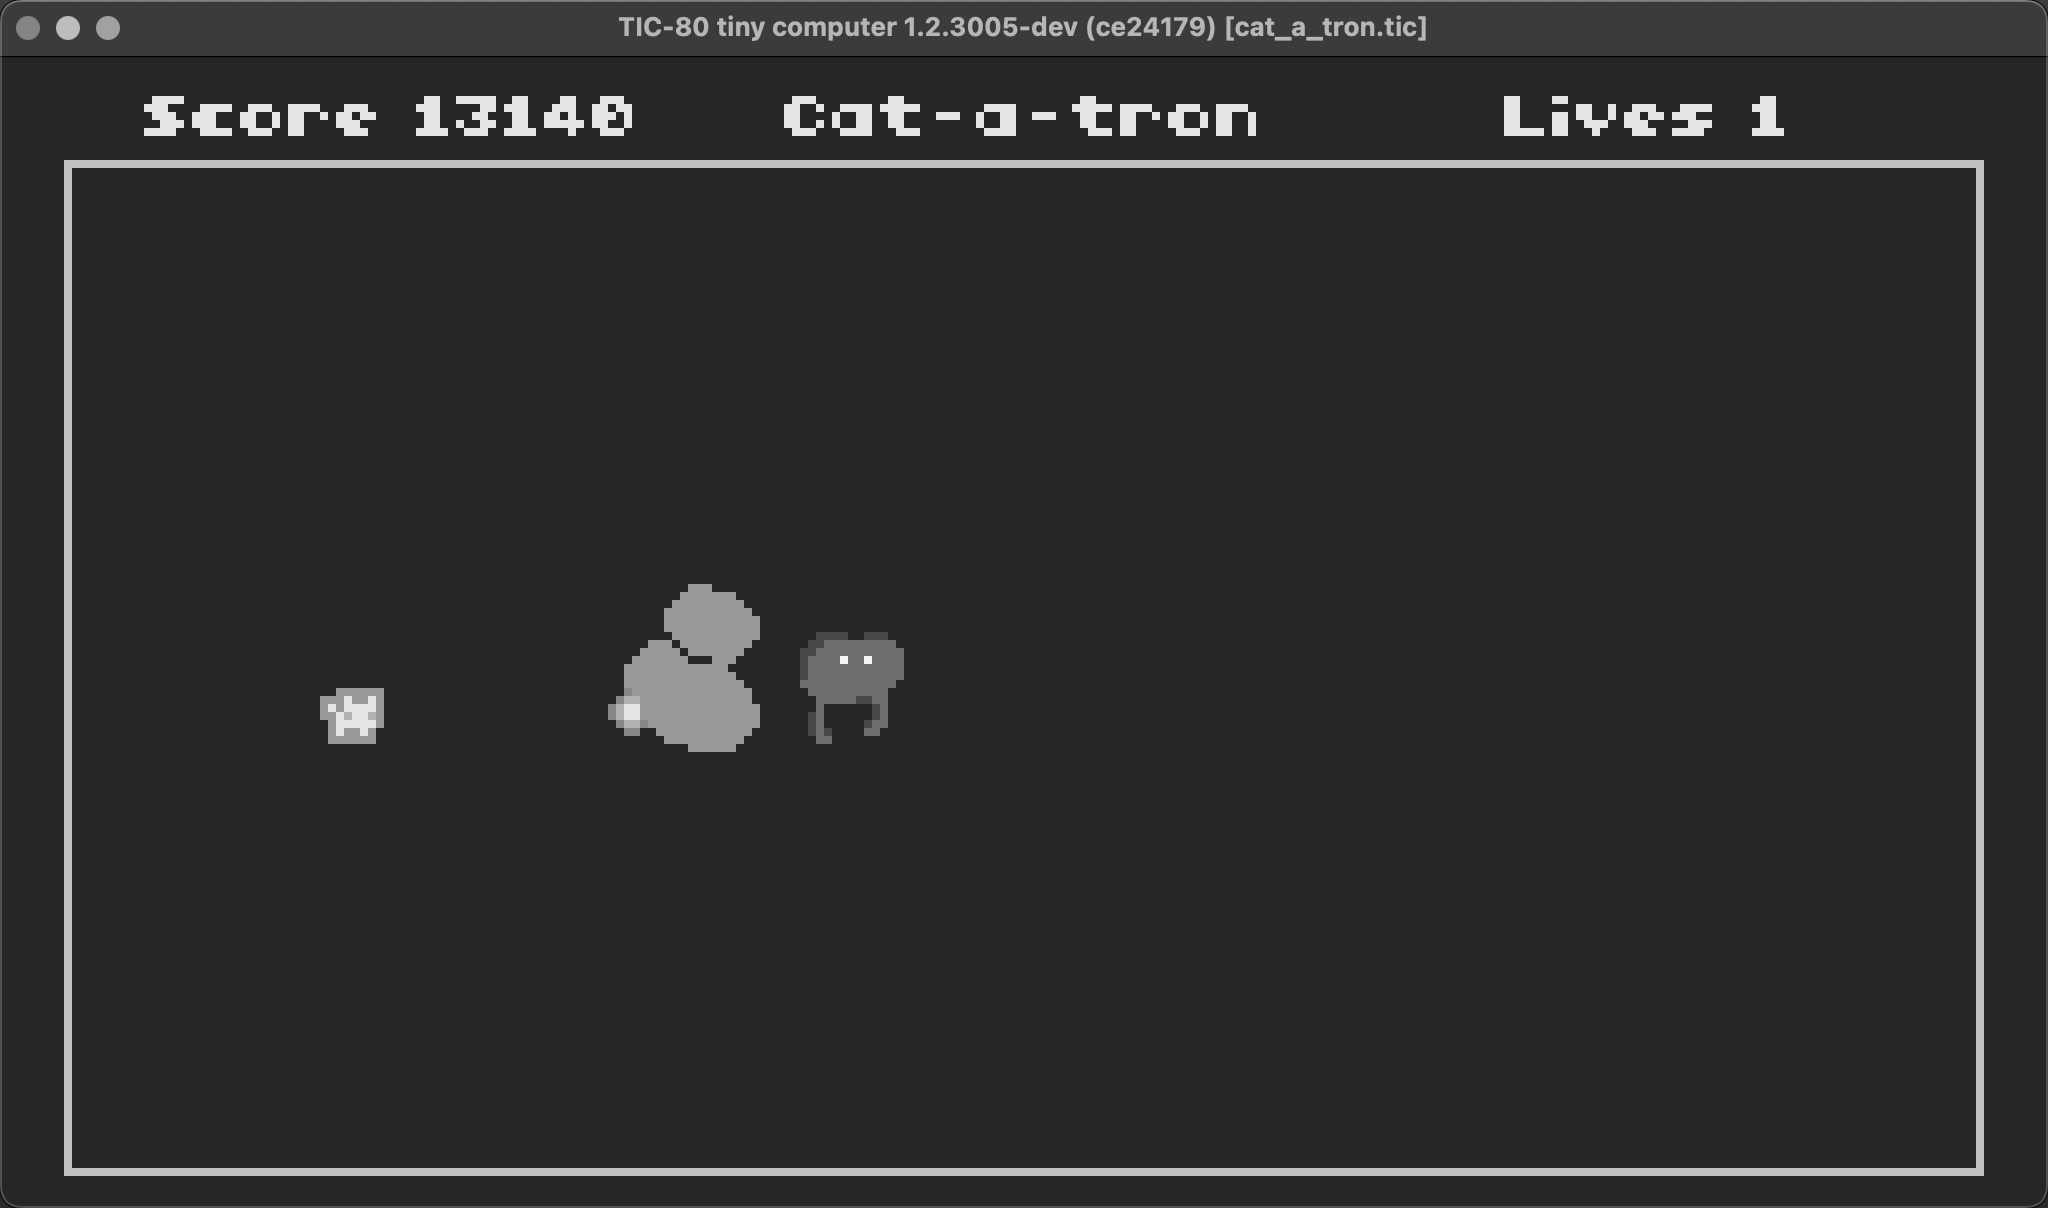 TIC-80 tiny computer 1.2.3005-dev (ce24179) [cat_a_tron.tic]
Score 13140 Cat-a-tron Lives 1